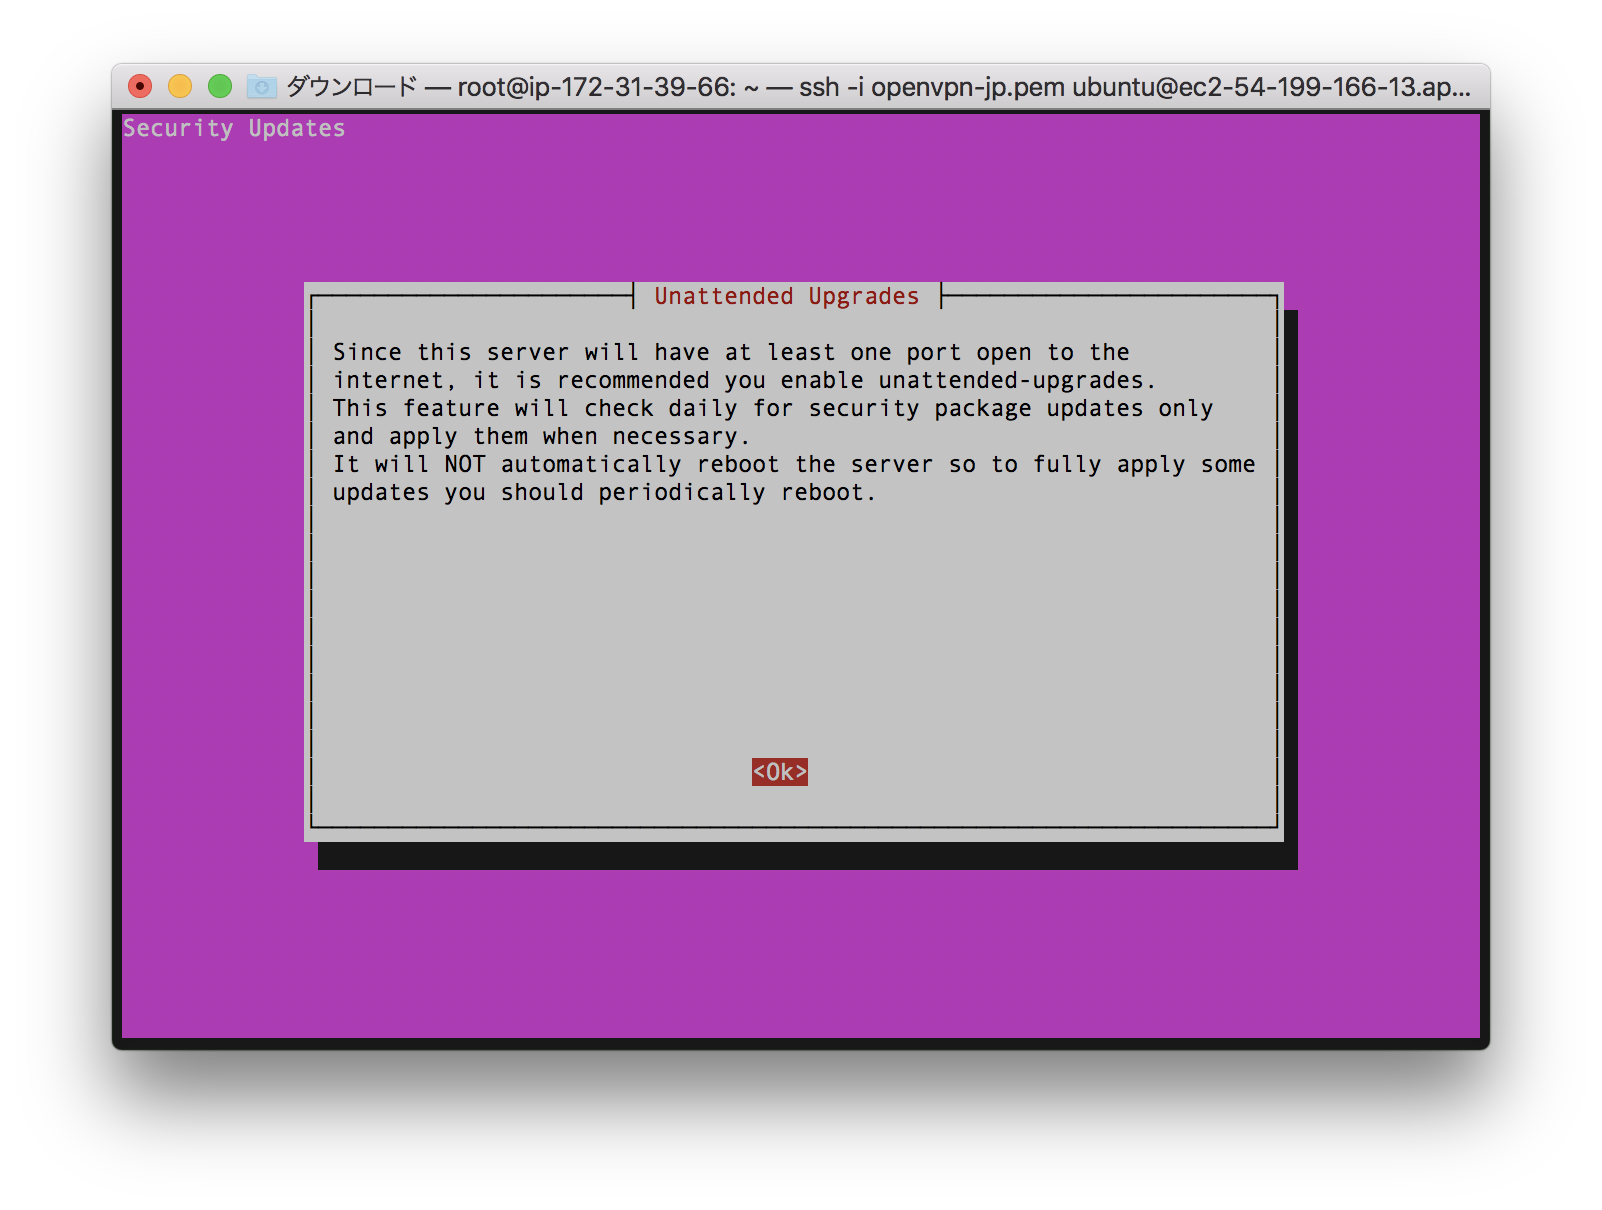 ダウンロード — root@ip-172-31-39-66: ~ — ssh -i openvpn-jp.pem ubuntu@ec2-54-199-166-13.ap...
Security Updates
Unattended Upgrades
Since this server will have at least one port open to the
internet, it is recommended you enable unattended-upgrades.
This feature will check daily for security package updates only
and apply them when necessary.
It will NOT automatically reboot the server so to fully apply some
updates you should periodically reboot.
<Ok>